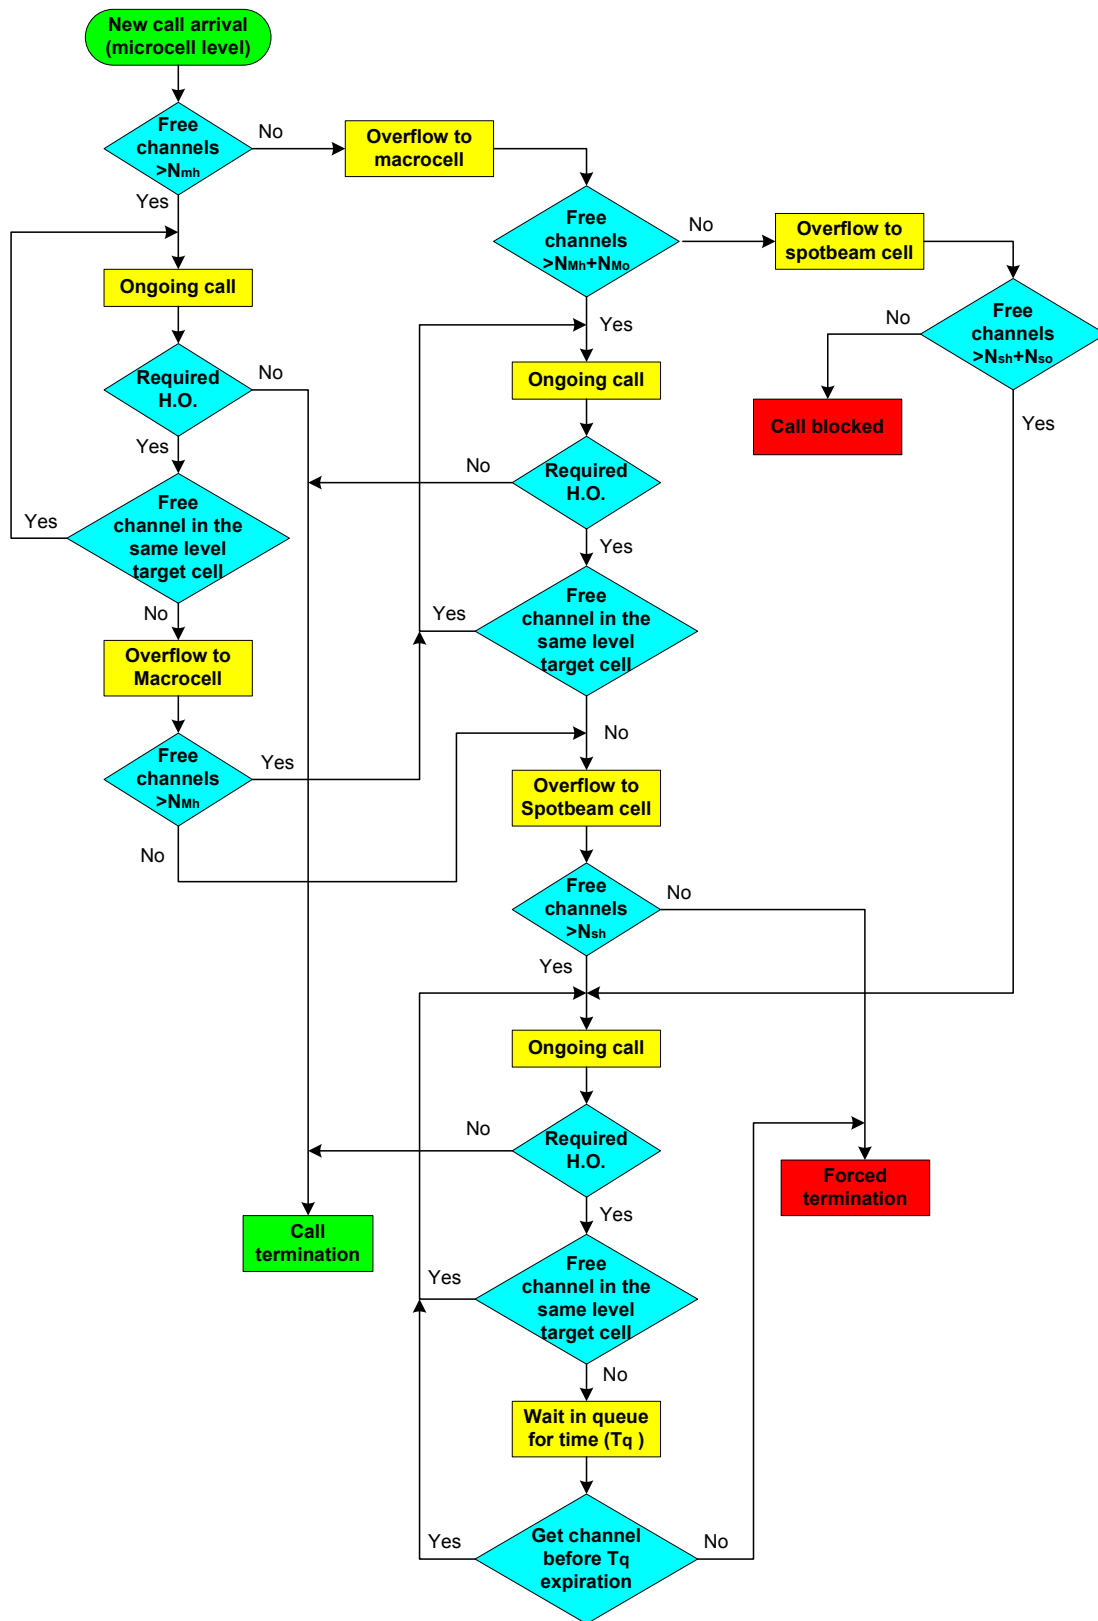 New call arrival
(microcell level)
Free
channels
>Nmh
No
Overflow to
macrocell
Yes
Free
channels
>NMh+NMo
No
Overflow to
spotbeam cell
Ongoing call
Yes
No
Free
channels
>Nsh+Nso
Required
H.O.
No
Ongoing call
Call blocked
Yes
Yes
No
Required
H.O.
Free
channel in the
same level
target cell
Yes
Yes
No
Free
channel in the
same level
target cell
Yes
Overflow to
Macrocell
No
Free
channels
>NMh
Yes
Overflow to
Spotbeam cell
No
Free
channels
>Nsh
No
Yes
Ongoing call
No
Required
H.O.
Forced
termination
Yes
Call
termination
Free
channel in the
same level
target cell
Yes
No
Wait in queue
for time (Tq )
Get channel
before Tq
expiration
Yes
No